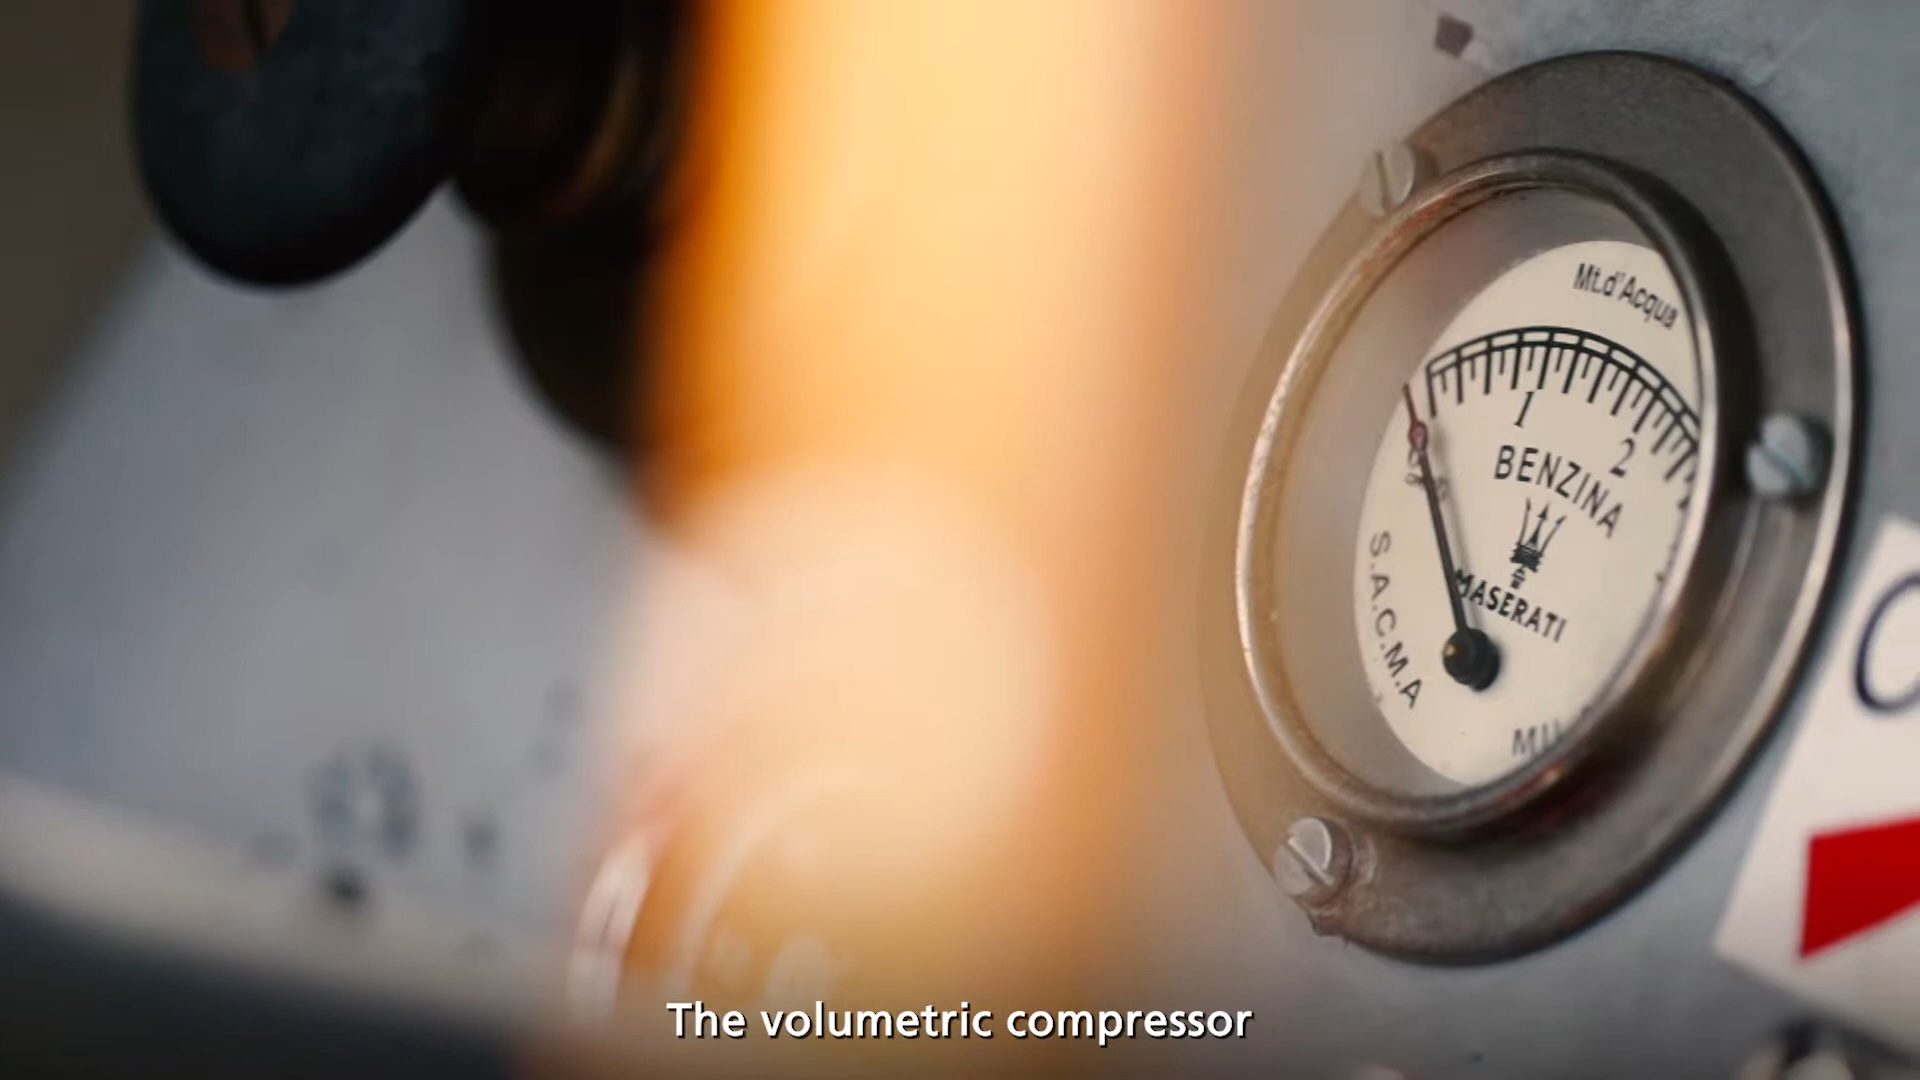 Mt.d'Acqua
1
2
BENZINA
MASERATI
S.A.C.M.A
The volumetric compressor